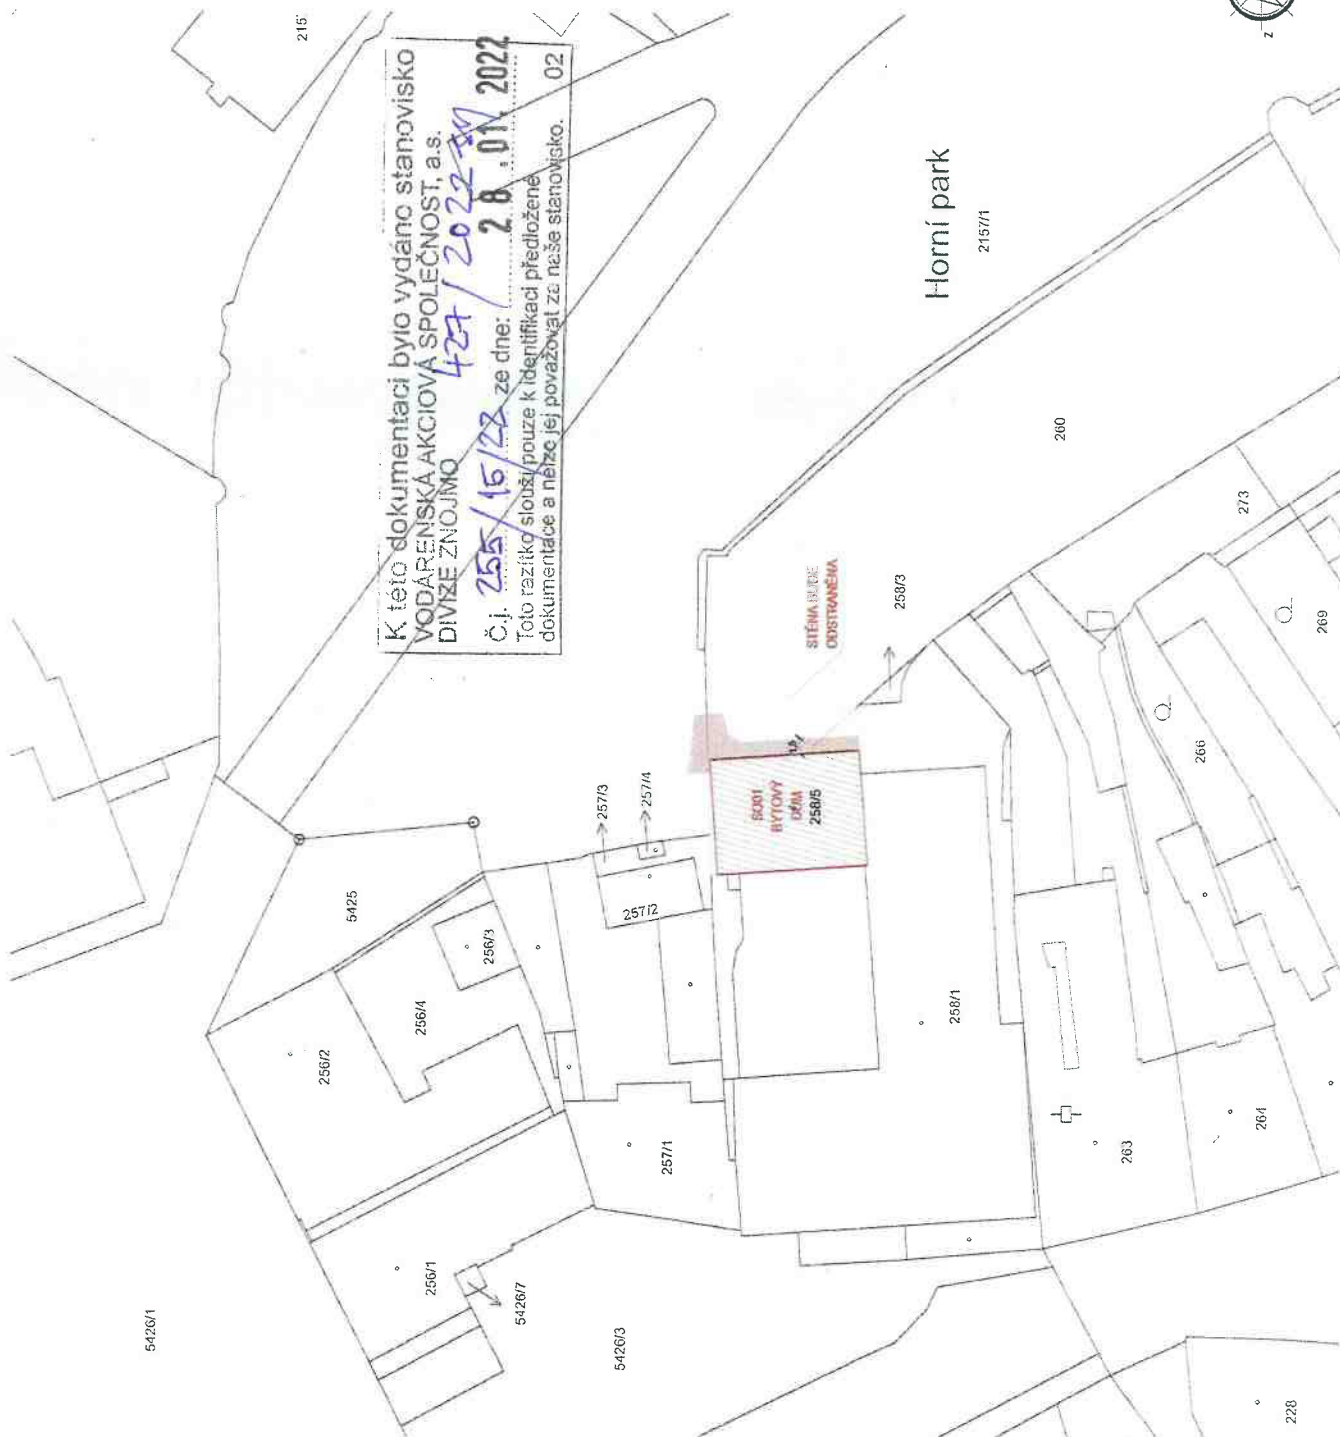 K této dokumentaci bylo vydáno stanovisko
VODÁRENSKÁ AKCIOVÁ SPOLEČNOST, a.s.
DIVIZE ZNOJMO 427/2022
Č.j. 255/15/22 ze dne: 28.01.2022
Toto razítko slouží pouze k identifikaci předložené
dokumentace a nelze jej považovat za naše stanovisko. 02
Horní park
2157/1
215
260
273
269
266
258/3
STĚNA BUDE
ODSTRANĚNA
SO01
BYTOVÝ
DŮM
258/5
257/3
257/4
257/2
5425
256/3
256/4
256/2
258/1
257/1
263
264
256/1
5426/7
5426/1
5426/3
228
Z